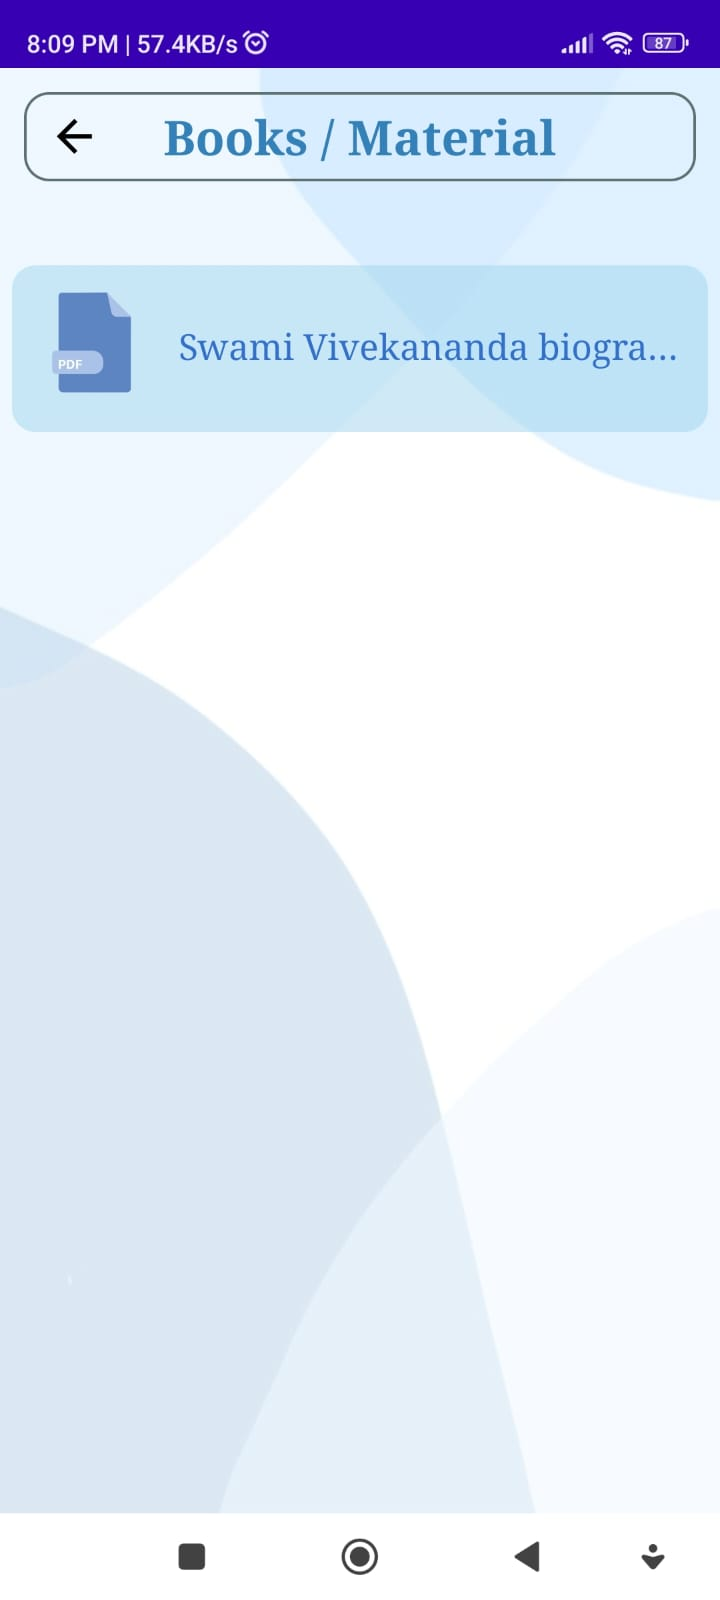 8:09 PM | 57.4KB/s
87
Books / Material
PDF
Swami Vivekananda biogra...